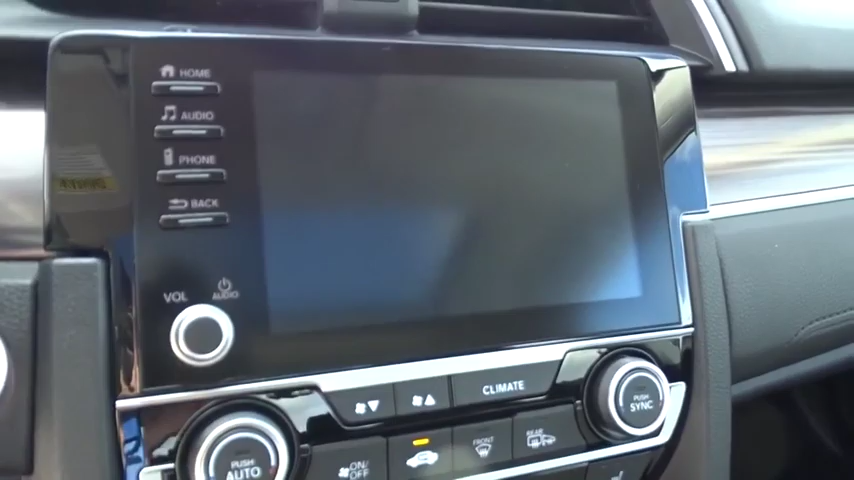 HOME
AUDIO
PHONE
BACK
VOL
AUDIO
CLIMATE
PUSH
SYNC
PUSH
AUTO
ON/
OFF
FRONT
REAR